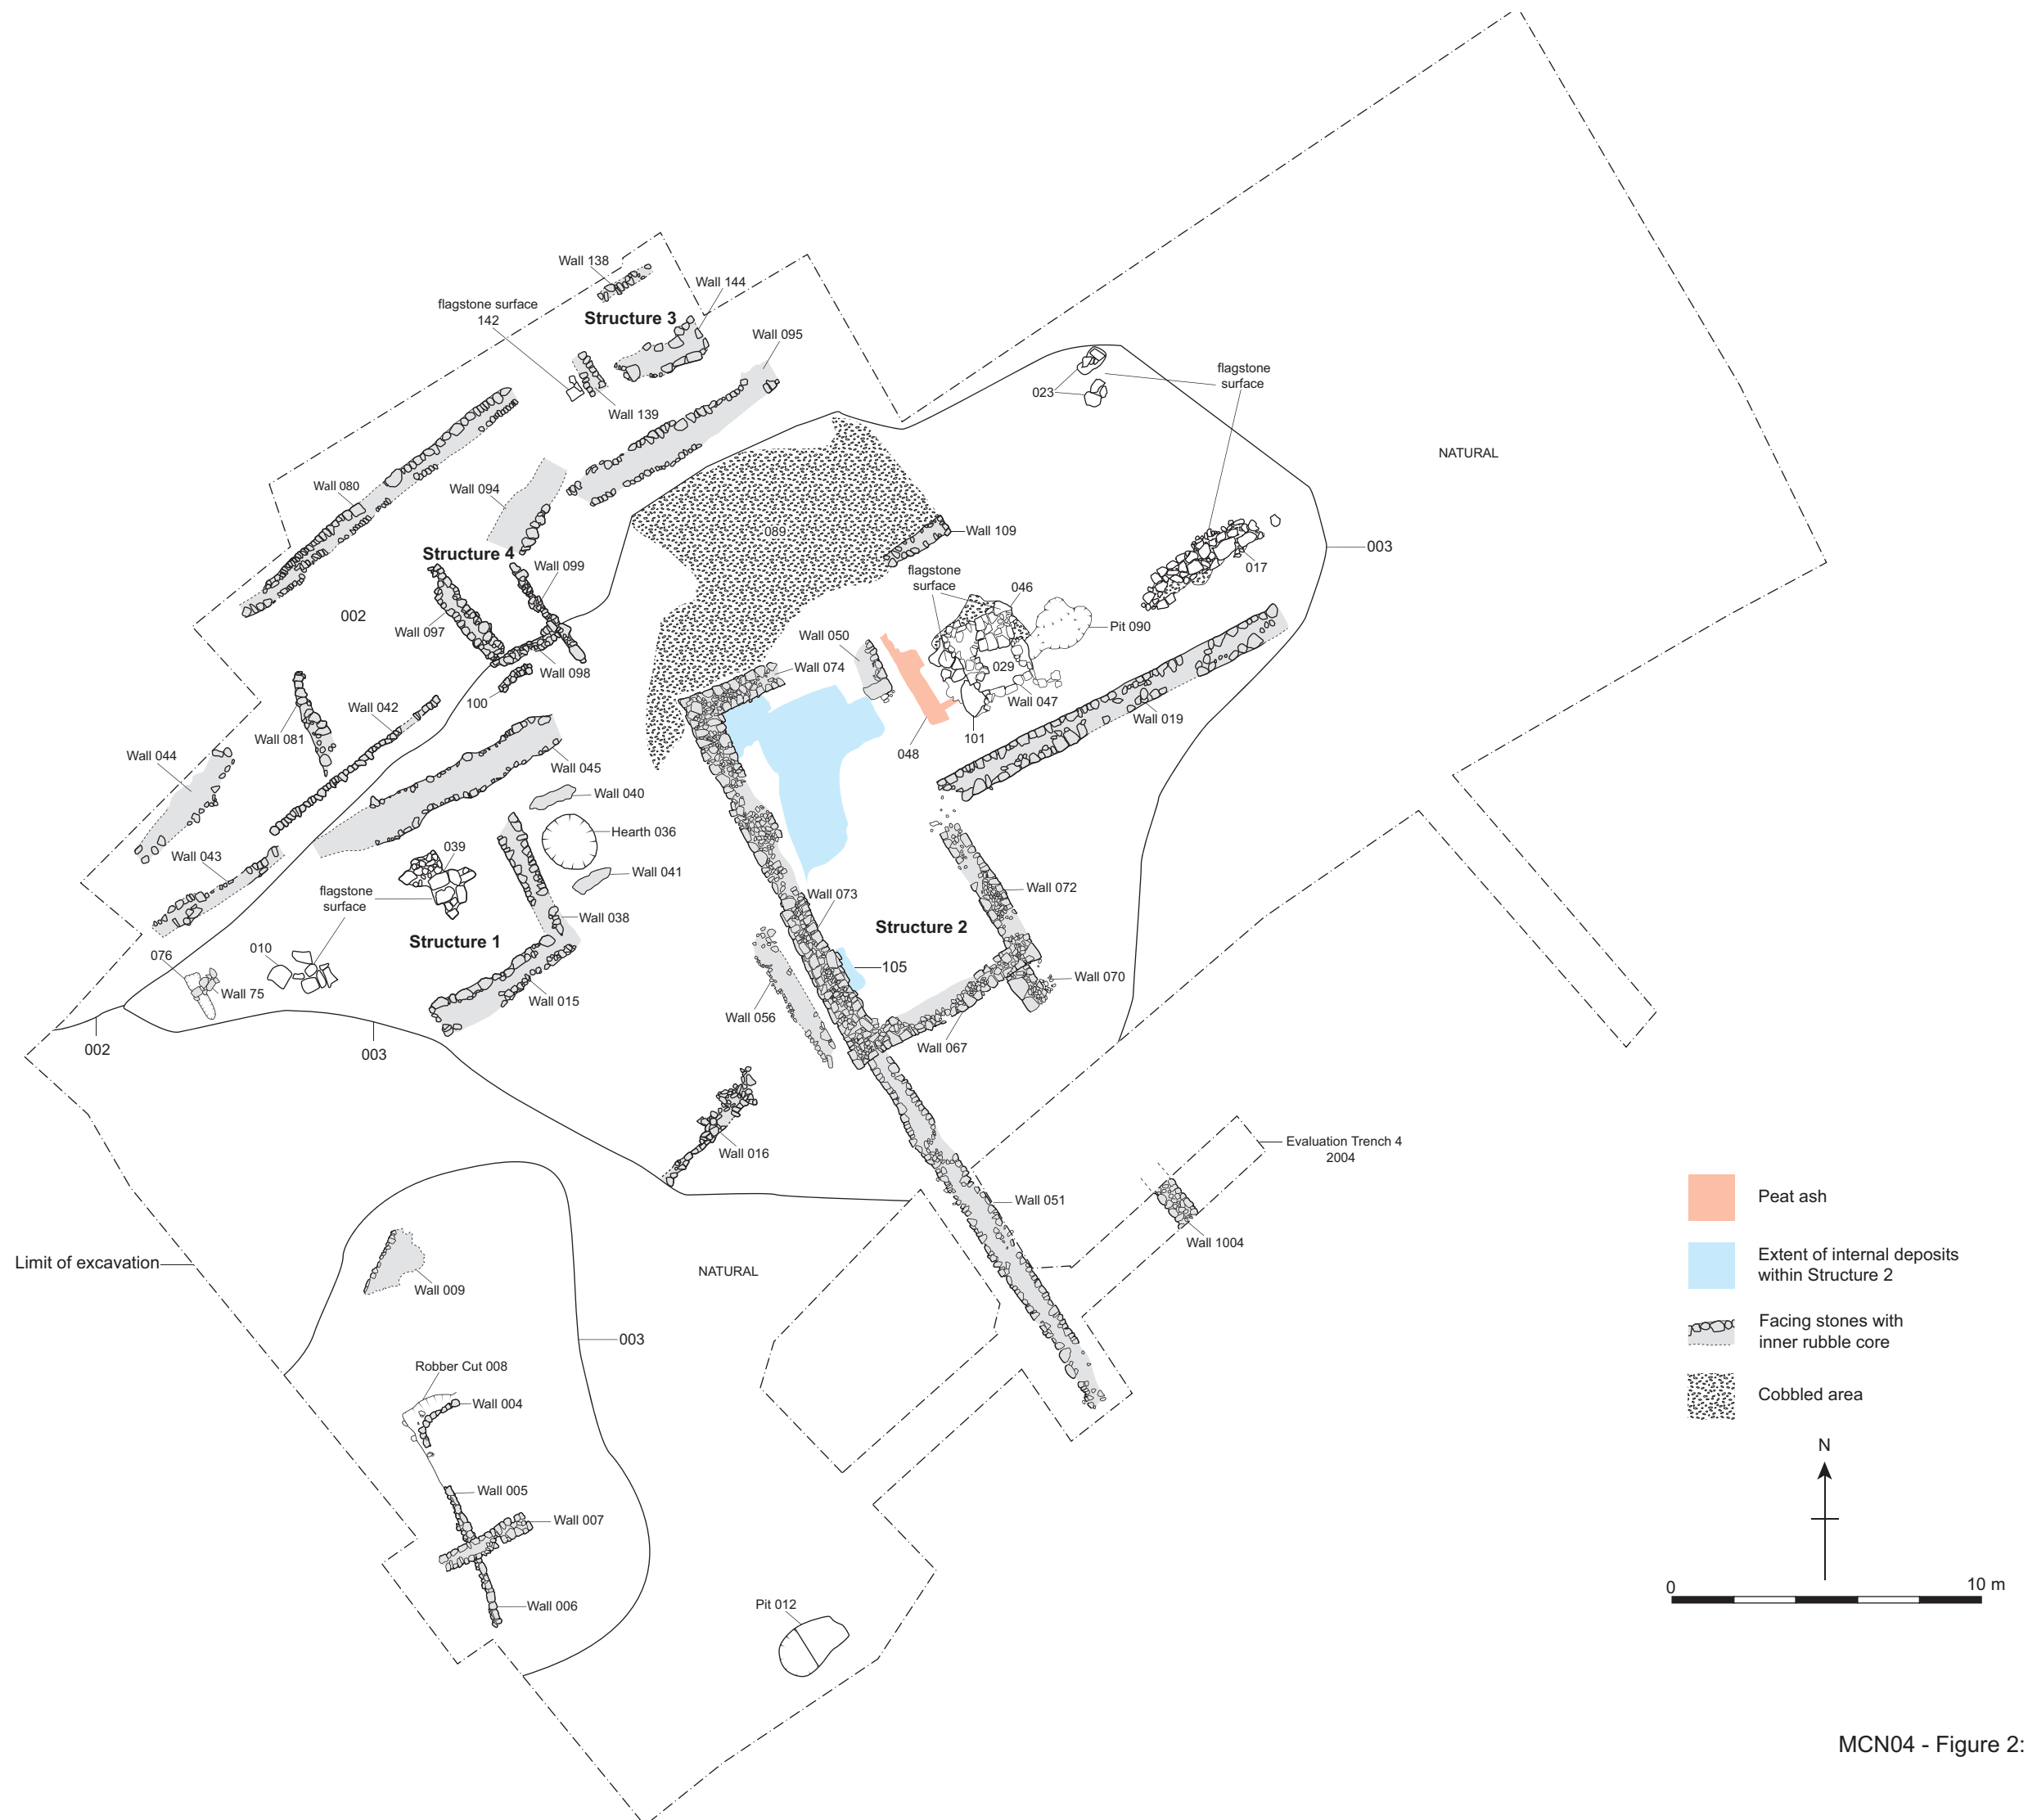 Wall 138
Wall 144
flagstone surface
142
Structure 3
Wall 095
Wall 139
flagstone
surface
023
NATURAL
Wall 080
Wall 094
089
Wall 109
Structure 4
Wall 099
003
017
flagstone
surface
046
002
Wall 097
Pit 090
Wall 050
Wall 098
Wall 074
029
100
Wall 047
Wall 042
Wall 019
Wall 081
101
048
Wall 044
Wall 045
Wall 040
Hearth 036
039
Wall 043
Wall 041
flagstone
surface
Wall 073
Wall 072
Wall 038
Structure 2
Structure 1
010
076
105
Wall 75
Wall 015
Wall 070
Wall 056
Wall 067
002
003
Evaluation Trench 4
2004
Wall 016
Wall 051
Peat ash
Wall 1004
Extent of internal deposits
within Structure 2
Limit of excavation
NATURAL
Wall 009
Facing stones with
inner rubble core
003
Robber Cut 008
Cobbled area
Wall 004
N
Wall 005
Wall 007
0
10 m
Wall 006
Pit 012
MCN04 - Figure 2: